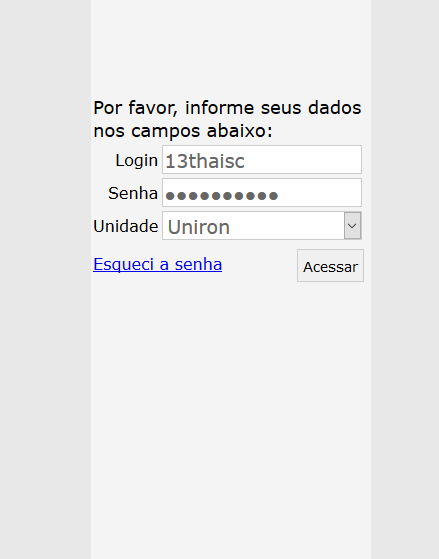 Por favor, informe seus dados
nos campos abaixo:
Login 13thaisc
Senha ●●●●●●●●●●
Unidade Uniron
Esqueci a senha Acessar